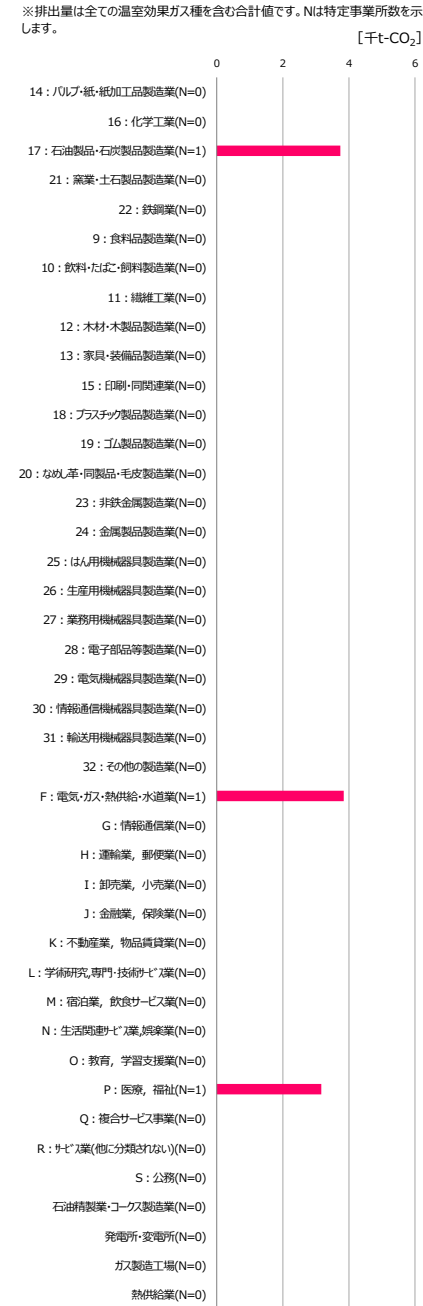 ※排出量は全ての温室効果ガス種を含む合計値です。Nは特定事業所数を示
します。
[千t-CO₂]
0 2 4 6
14：パルプ・紙・紙加工品製造業(N=0)
16：化学工業(N=0)
17：石油製品・石炭製品製造業(N=1)
21：窯業・土石製品製造業(N=0)
22：鉄鋼業(N=0)
9：食料品製造業(N=0)
10：飲料・たばこ・飼料製造業(N=0)
11：繊維工業(N=0)
12：木材・木製品製造業(N=0)
13：家具・装備品製造業(N=0)
15：印刷・同関連業(N=0)
18：プラスチック製品製造業(N=0)
19：ゴム製品製造業(N=0)
20：なめし革・同製品・毛皮製造業(N=0)
23：非鉄金属製造業(N=0)
24：金属製品製造業(N=0)
25：はん用機械器具製造業(N=0)
26：生産用機械器具製造業(N=0)
27：業務用機械器具製造業(N=0)
28：電子部品等製造業(N=0)
29：電気機械器具製造業(N=0)
30：情報通信機械器具製造業(N=0)
31：輸送用機械器具製造業(N=0)
32：その他の製造業(N=0)
F：電気・ガス・熱供給・水道業(N=1)
G：情報通信業(N=0)
H：運輸業，郵便業(N=0)
I：卸売業，小売業(N=0)
J：金融業，保険業(N=0)
K：不動産業，物品賃貸業(N=0)
L：学術研究,専門・技術ｻｰﾋﾞｽ業(N=0)
M：宿泊業，飲食サービス業(N=0)
N：生活関連ｻｰﾋﾞｽ業,娯楽業(N=0)
O：教育，学習支援業(N=0)
P：医療，福祉(N=1)
Q：複合サービス事業(N=0)
R：ｻｰﾋﾞｽ業(他に分類されない)(N=0)
S：公務(N=0)
石油精製業・コークス製造業(N=0)
発電所・変電所(N=0)
ガス製造工場(N=0)
熱供給業(N=0)